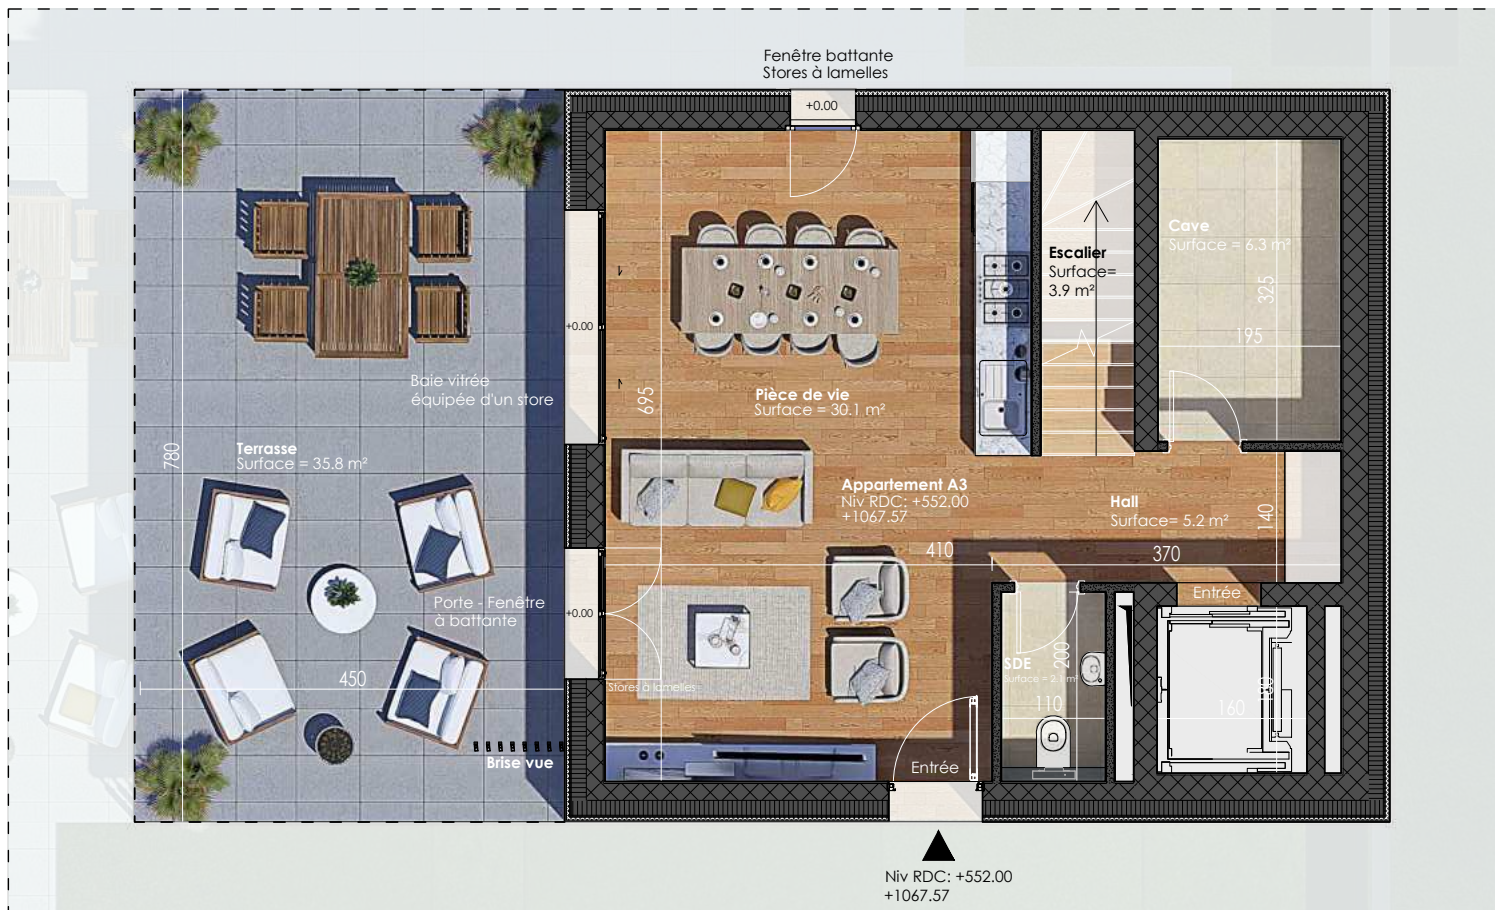 Fenêtre battante
Stores à lamelles
+0.00
Cave
Surface = 6.3 m²
Escalier
Surface=
3.9 m²
325
195
+0.00
Baie vitrée
équipée d'un store
695
Pièce de vie
Surface = 30.1 m²
780
Terrasse
Surface = 35.8 m²
Appartement A3
Niv RDC: +552.00
+1067.57
Hall
Surface= 5.2 m²
140
410
370
Entrée
Porte - Fenêtre
à battante
+0.00
SDE
Surface = 2.1 m²
200
450
Stores à lamelles
110
160
Brise vue
Entrée
Niv RDC: +552.00
+1067.57